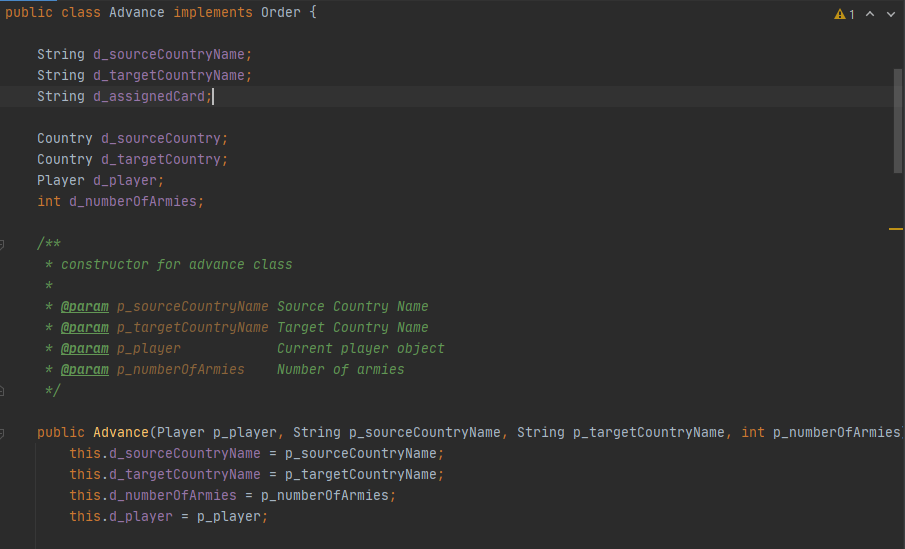 public class Advance implements Order {
1
String d_sourceCountryName;
String d_targetCountryName;
String d_assignedCard;
Country d_sourceCountry;
Country d_targetCountry;
Player d_player;
int d_numberOfArmies;
/**
* constructor for advance class
*
* @param p_sourceCountryName Source Country Name
* @param p_targetCountryName Target Country Name
* @param p_player Current player object
* @param p_numberOfArmies Number of armies
*/
public Advance(Player p_player, String p_sourceCountryName, String p_targetCountryName, int p_numberOfArmies
this.d_sourceCountryName = p_sourceCountryName;
this.d_targetCountryName = p_targetCountryName;
this.d_numberOfArmies = p_numberOfArmies;
this.d_player = p_player;